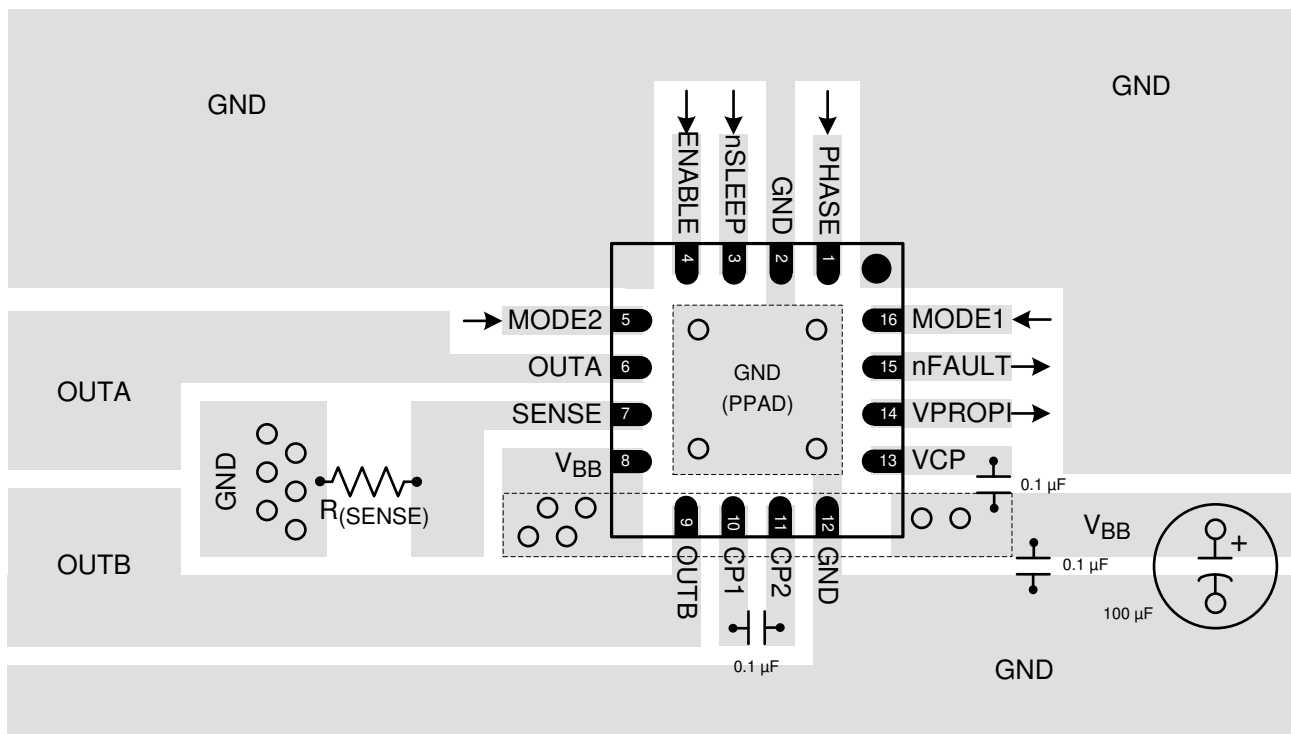 GND
GND
ENABLE
nSLEEP
GND
PHASE
4
3
2
1
MODE2 5
16 MODE1
OUTA 6
15 nFAULT
GND
(PPAD)
OUTA
SENSE 7
14 VPROPI
VBB 8
13 VCP
GND
R(SENSE)
0.1 µF
9
10
11
12
VBB
+
OUTB
OUTB
CP1
CP2
GND
0.1 µF
100 µF
0.1 µF
GND